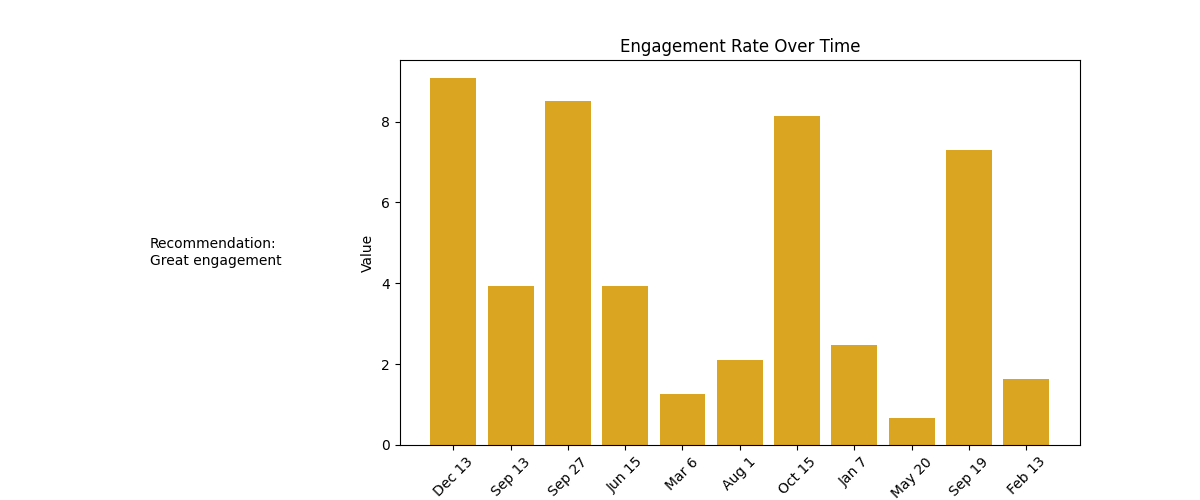 Engagement Rate Over Time
Recommendation:
Great engagement
Value
8
6
4
2
0
Dec 13
Sep 13
Sep 27
Jun 15
Mar 6
Aug 1
Oct 15
Jan 7
May 20
Sep 19
Feb 13